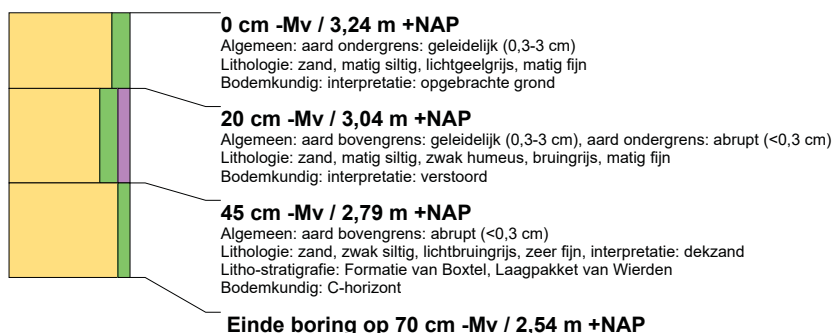 0 cm -Mv / 3,24 m +NAP
Algemeen: aard ondergrens: geleidelijk (0,3-3 cm)
Lithologie: zand, matig siltig, lichtgeelgrijs, matig fijn
Bodemkundig: interpretatie: opgebrachte grond
20 cm -Mv / 3,04 m +NAP
Algemeen: aard bovengrens: geleidelijk (0,3-3 cm), aard ondergrens: abrupt (<0,3 cm)
Lithologie: zand, matig siltig, zwak humeus, bruingrijs, matig fijn
Bodemkundig: interpretatie: verstoord
45 cm -Mv / 2,79 m +NAP
Algemeen: aard bovengrens: abrupt (<0,3 cm)
Lithologie: zand, zwak siltig, lichtbruingrijs, zeer fijn, interpretatie: dekzand
Litho-stratigrafie: Formatie van Boxtel, Laagpakket van Wierden
Bodemkundig: C-horizont
Einde boring op 70 cm -Mv / 2,54 m +NAP